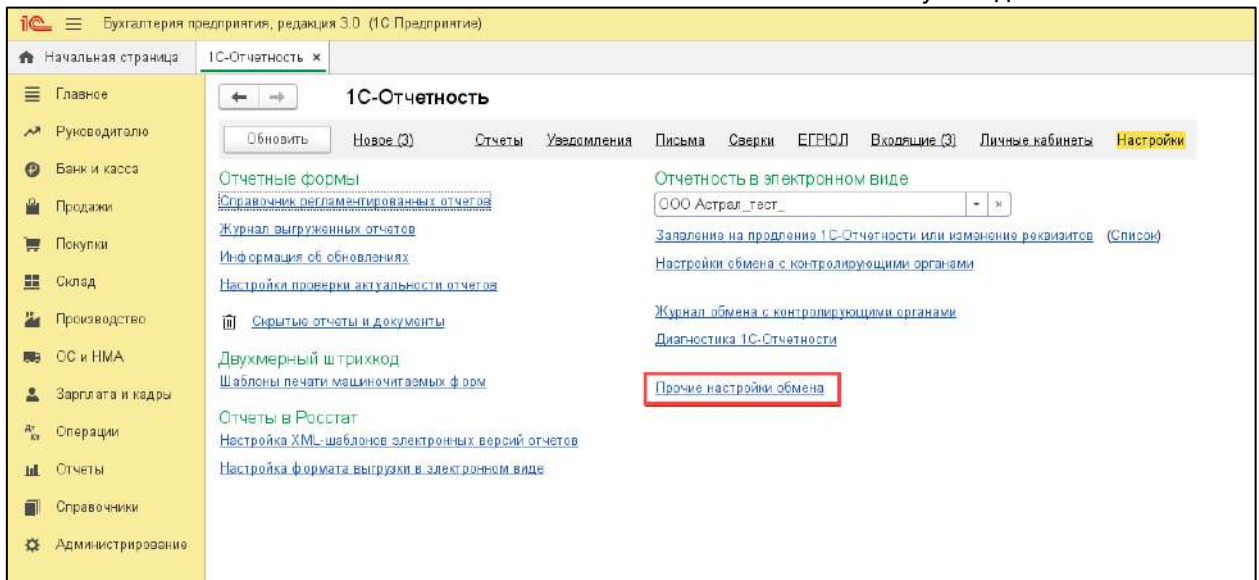 1С Бухгалтерия предприятия, редакция 3.0 (1С:Предприятие)
Начальная страница 1С-Отчетность ×
Главное
Руководителю
Банк и касса
Продажи
Покупки
Склад
Производство
ОС и НМА
Зарплата и кадры
Операции
Отчеты
Справочники
Администрирование
1С-Отчетность
Обновить Новое (3) Отчеты Уведомления Письма Сверки ЕГРЮЛ Входящие (3) Личные кабинеты Настройки
Отчетные формы
Справочник регламентированных отчетов
Журнал выгруженных отчетов
Информация об обновлениях
Настройки проверки актуальности отчетов
Скрытые отчеты и документы
Двухмерный штрихкод
Шаблоны печати машиночитаемых форм
Отчеты в Росстат
Настройка XML-шаблонов электронных версий отчетов
Настройка формата выгрузки в электронном виде
Отчетность в электронном виде
ООО Астрал_тест_
Заявление на продление 1С-Отчетности или изменение реквизитов (Список)
Настройки обмена с контролирующими органами
Журнал обмена с контролирующими органами
Диагностика 1С-Отчетности
Прочие настройки обмена